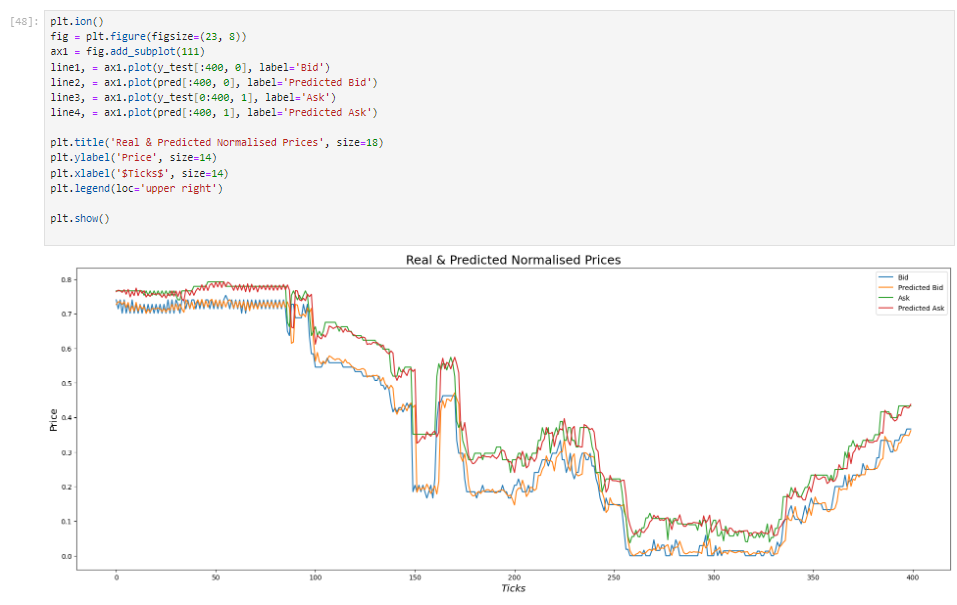 [48]:
plt.ion()
fig = plt.figure(figsize=(23, 8))
ax1 = fig.add_subplot(111)
line1, = ax1.plot(y_test[:400, 0], label='Bid')
line2, = ax1.plot(pred[:400, 0], label='Predicted Bid')
line3, = ax1.plot(y_test[0:400, 1], label='Ask')
line4, = ax1.plot(pred[:400, 1], label='Predicted Ask')
plt.title('Real & Predicted Normalised Prices', size=18)
plt.ylabel('Price', size=14)
plt.xlabel('$Ticks$', size=14)
plt.legend(loc='upper right')
plt.show()
Real & Predicted Normalised Prices
Bid
Predicted Bid
Ask
Predicted Ask
0.8
0.7
0.6
0.5
0.4
0.3
0.2
0.1
0.0
Price
0 50 100 150 200 250 300 350 400
Ticks